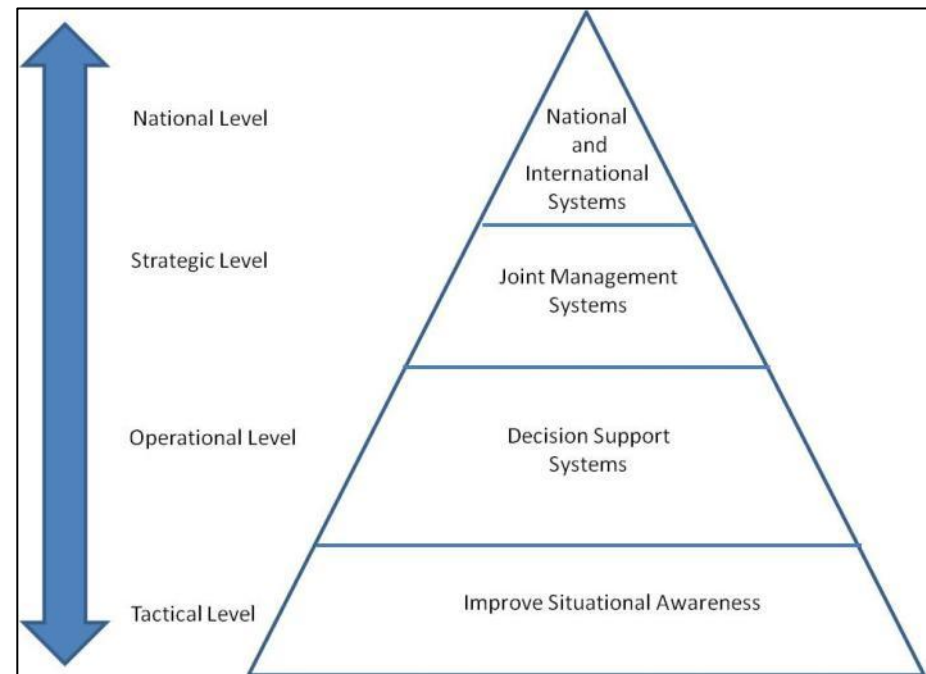 National Level
National
and
International
Systems
Strategic Level
Joint Management
Systems
Operational Level
Decision Support
Systems
Tactical Level
Improve Situational Awareness